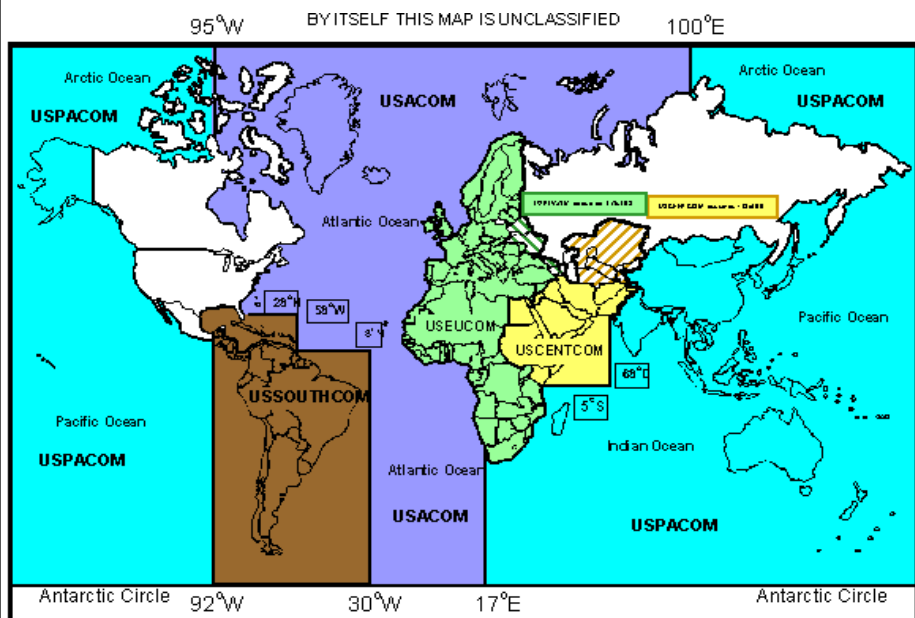 BY ITSELF THIS MAP IS UNCLASSIFIED
95°W
100°E
Arctic Ocean
Arctic Ocean
USPACOM
USACOM
USPACOM
Atlantic Ocean
28°N
58°W
8°N
USEUCOM
Pacific Ocean
USCENTCOM
68°E
USSOUTHCOM
5°S
Pacific Ocean
Indian Ocean
USPACOM
Atlantic Ocean
USACOM
USPACOM
Antarctic Circle
92°W
30°W
17°E
Antarctic Circle